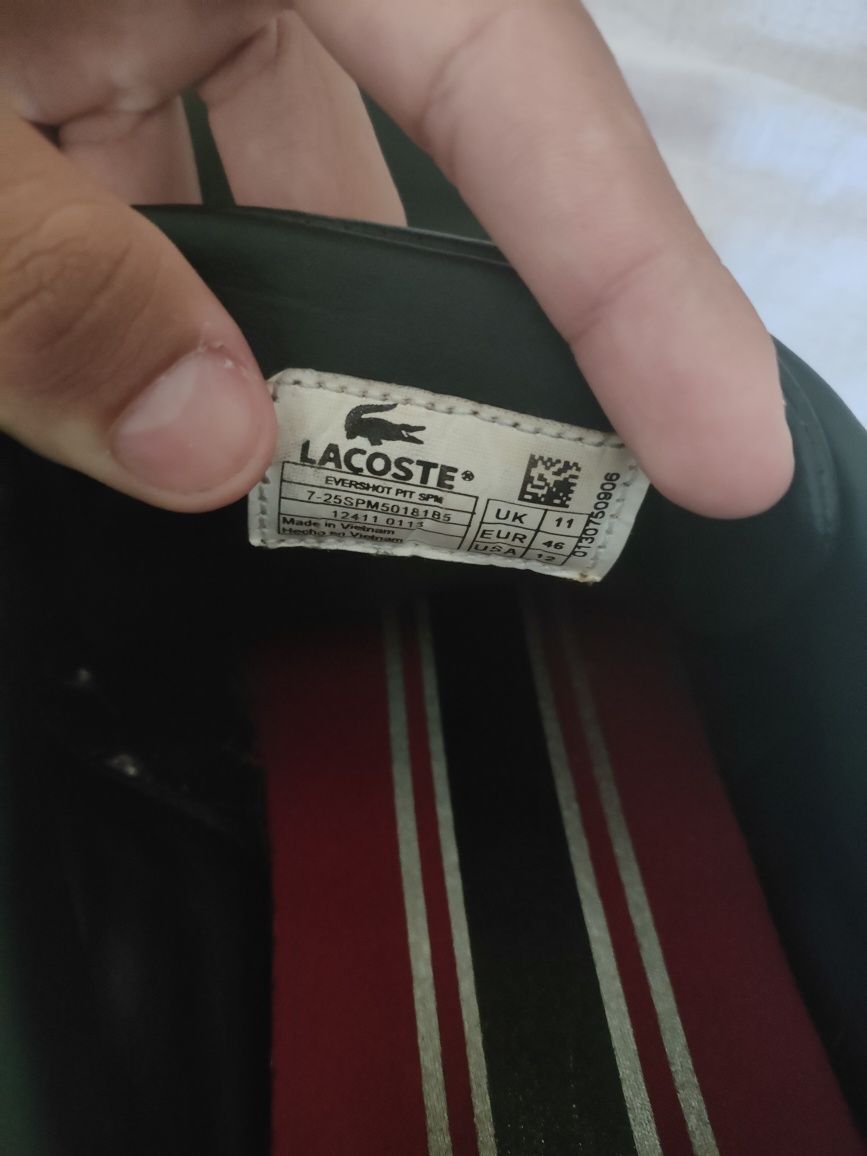 LACOSTE®
EVERSHOT PIT SPM
7-25SPM50181B5
12411 0113
Made in Vietnam
Hecho en Vietnam
UK 11
EUR 46
USA 12
0130750906